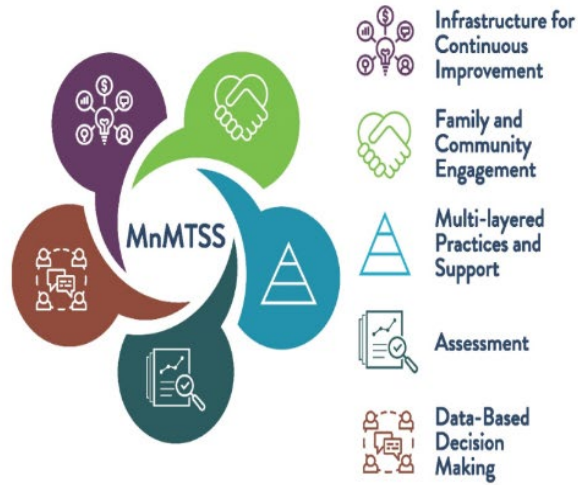 MnMTSS
Infrastructure for
Continuous
Improvement
Family and
Community
Engagement
Multi-layered
Practices and
Support
Assessment
Data-Based
Decision
Making